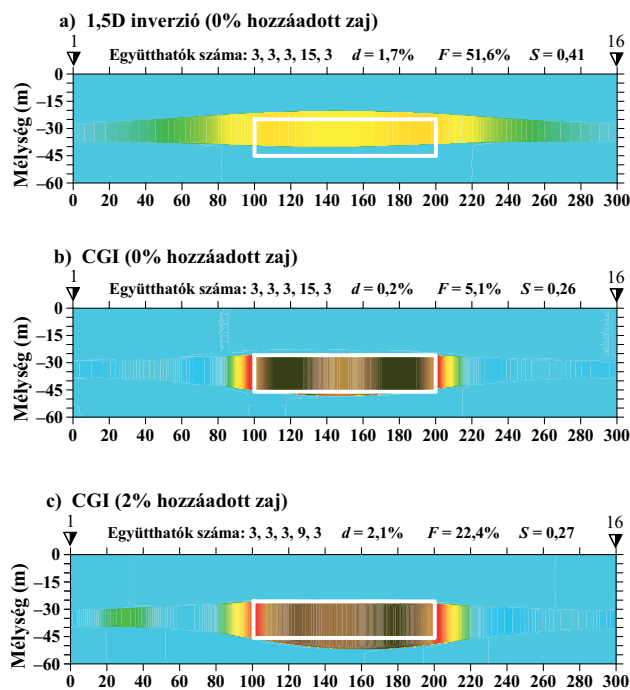 a) 1,5D inverzió (0% hozzáadott zaj)
1 16
Együtthatók száma: 3, 3, 3, 15, 3 d = 1,7% F = 51,6% S = 0,41
Mélység (m)
0
–15
–30
–45
–60
0 20 40 60 80 100 120 140 160 180 200 220 240 260 280 300
b) CGI (0% hozzáadott zaj)
1 16
Együtthatók száma: 3, 3, 3, 15, 3 d = 0,2% F = 5,1% S = 0,26
Mélység (m)
0
–15
–30
–45
–60
0 20 40 60 80 100 120 140 160 180 200 220 240 260 280 300
c) CGI (2% hozzáadott zaj)
1 16
Együtthatók száma: 3, 3, 3, 9, 3 d = 2,1% F = 22,4% S = 0,27
Mélység (m)
0
–15
–30
–45
–60
0 20 40 60 80 100 120 140 160 180 200 220 240 260 280 300